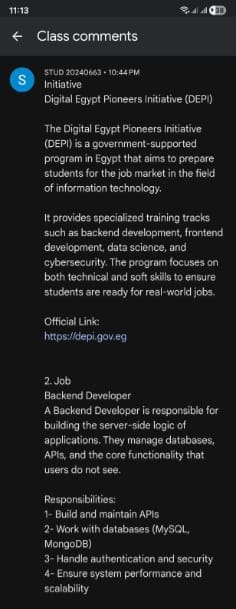 11:13
Class comments
S
STUD 20240663 • 10:44 PM
Initiative
Digital Egypt Pioneers Initiative (DEPI)
The Digital Egypt Pioneers Initiative
(DEPI) is a government-supported
program in Egypt that aims to prepare
students for the job market in the field
of information technology.
It provides specialized training tracks
such as backend development, frontend
development, data science, and
cybersecurity. The program focuses on
both technical and soft skills to ensure
students are ready for real-world jobs.
Official Link:
https://depi.gov.eg
2. Job
Backend Developer
A Backend Developer is responsible for
building the server-side logic of
applications. They manage databases,
APIs, and the core functionality that
users do not see.
Responsibilities:
1- Build and maintain APIs
2- Work with databases (MySQL,
MongoDB)
3- Handle authentication and security
4- Ensure system performance and
scalability